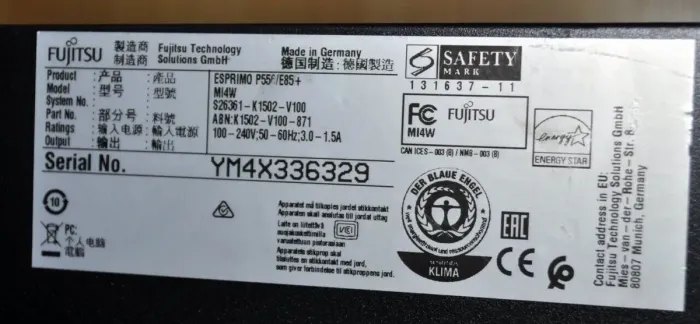 FUJITSU 製造商 Fujitsu Technology Made in Germany
制造商 Solutions GmbH 德国制造:德國製造
Product :产品 :產品 ESPRIMO P556/E85+
Model :型号 :型號 MI4W
System No. : S26361-K1502-V100
Part No. :部分号 :料號 ABN:K1502-V100-871
Ratings :输入电源 :輸入電源 100-240V;50-60Hz;3.0-1.5A
Output :输出 :輸出
Serial No. YM4X336329
S SAFETY
MARK
131637-11
FC FUJITSU
MI4W
CAN ICES-003 (B) / NMB-003 (B)
energy
ENERGY STAR
10
PC:
个人电脑
電腦
Apparatet må tilkoples jordet stikkontakt
Apparaten skall anslutas till jordat uttag
Laite on liitettävä
suojakoskettimilla
varustettuun pistorasiaan
Apparatets stikprop skal
tilsluttes en stikkontakt med jord,
som giver forbindelse til stikproppens jord.
VCCI
DER BLAUE ENGEL
KLIMA
EAC
CE
Contact address in EU:
Fujitsu Technology Solutions GmbH
Mies-van-der-Rohe-Str. 8
80807 Munich, Germany